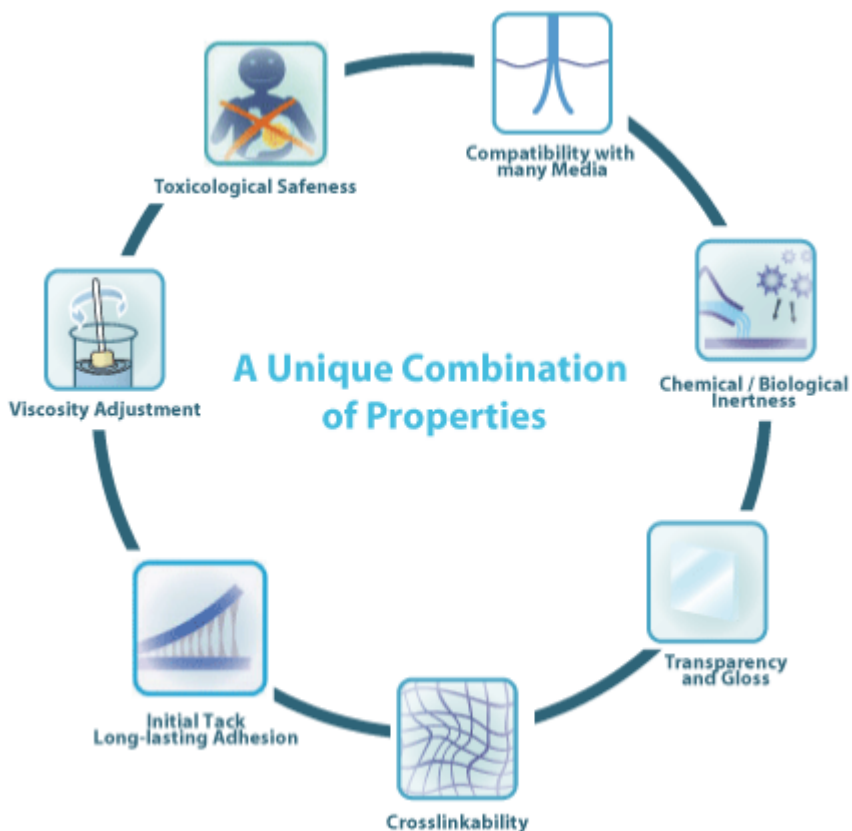 Compatibility with
many Media
Toxicological Safeness
Chemical / Biological
Inertness
A Unique Combination
of Properties
Viscosity Adjustment
Transparency
and Gloss
Initial Tack
Long-lasting Adhesion
Crosslinkability